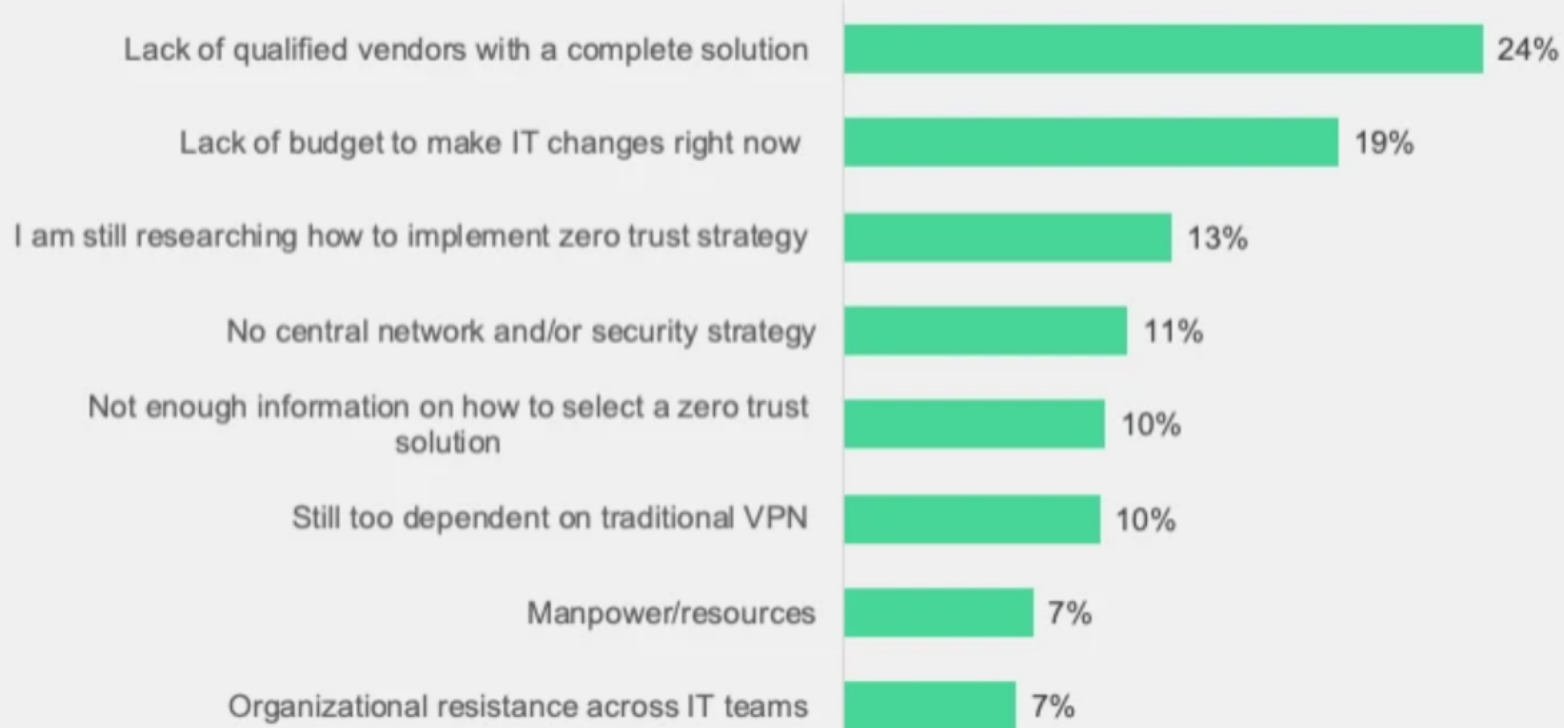 Lack of qualified vendors with a complete solution 24%
Lack of budget to make IT changes right now 19%
I am still researching how to implement zero trust strategy 13%
No central network and/or security strategy 11%
Not enough information on how to select a zero trust
solution 10%
Still too dependent on traditional VPN 10%
Manpower/resources 7%
Organizational resistance across IT teams 7%